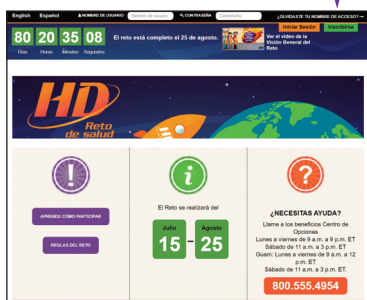 English Español NOMBRE DE USUARIO Nombre de usuario CONTRASEÑA Contraseña ¿OLVIDASTE TU NOMBRE DE ACCESO?
Iniciar Sesión Inscribirse
80 20 35 08
Días Horas Minutos Segundos
El reto está completo el 25 de agosto.
Ver el video de la
Visión General del
Reto
HD
Reto
de salud
!
APRENDE CÓMO PARTICIPAR
REGLAS DEL RETO
i
El Reto se realizará del
Julio Agosto
15 - 25
?
¿NECESITAS AYUDA?
Llame a los beneficios Centro de
Opciones
Lunes a viernes de 9 a.m. a 9 p.m. ET
Sábado de 11 a.m. a 3 p.m. ET
Guam: Lunes a viernes de 9 a.m. a 12
p.m. ET
Sábado de 11 a.m. a 3 p.m. ET.
800.555.4954